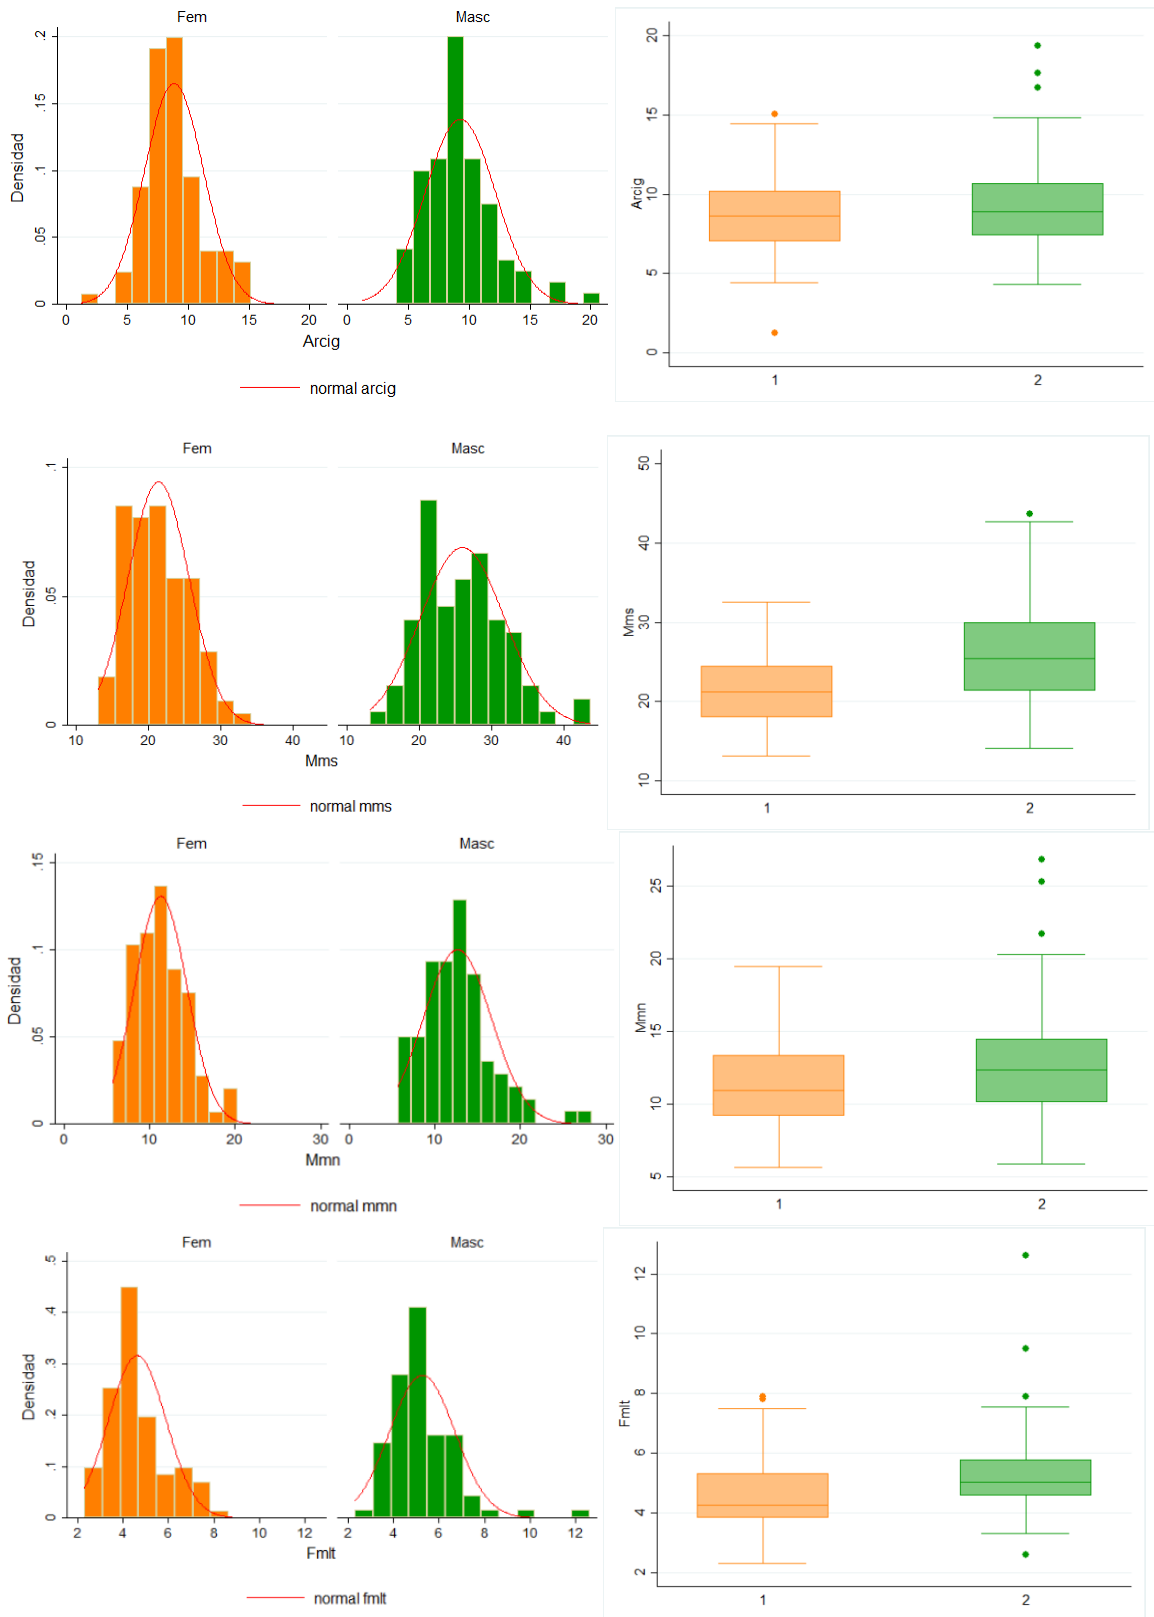 Fem
Masc
Densidad
.2
.15
.1
.05
0
0 5 10 15 20
0 5 10 15 20
Arcig
normal arcig
Arcig
20
15
10
5
0
1 2
Fem
Masc
Densidad
.1
.05
0
10 20 30 40
10 20 30 40
Mms
normal mms
Mms
50
40
30
20
10
1 2
Fem
Masc
Densidad
.15
.1
.05
0
0 10 20 30
0 10 20 30
Mmn
normal mmn
Mmn
25
20
15
10
5
1 2
Fem
Masc
Densidad
.5
.4
.3
.2
.1
0
2 4 6 8 10 12
2 4 6 8 10 12
Fmlt
normal fmlt
Fmlt
12
10
8
6
4
2
1 2